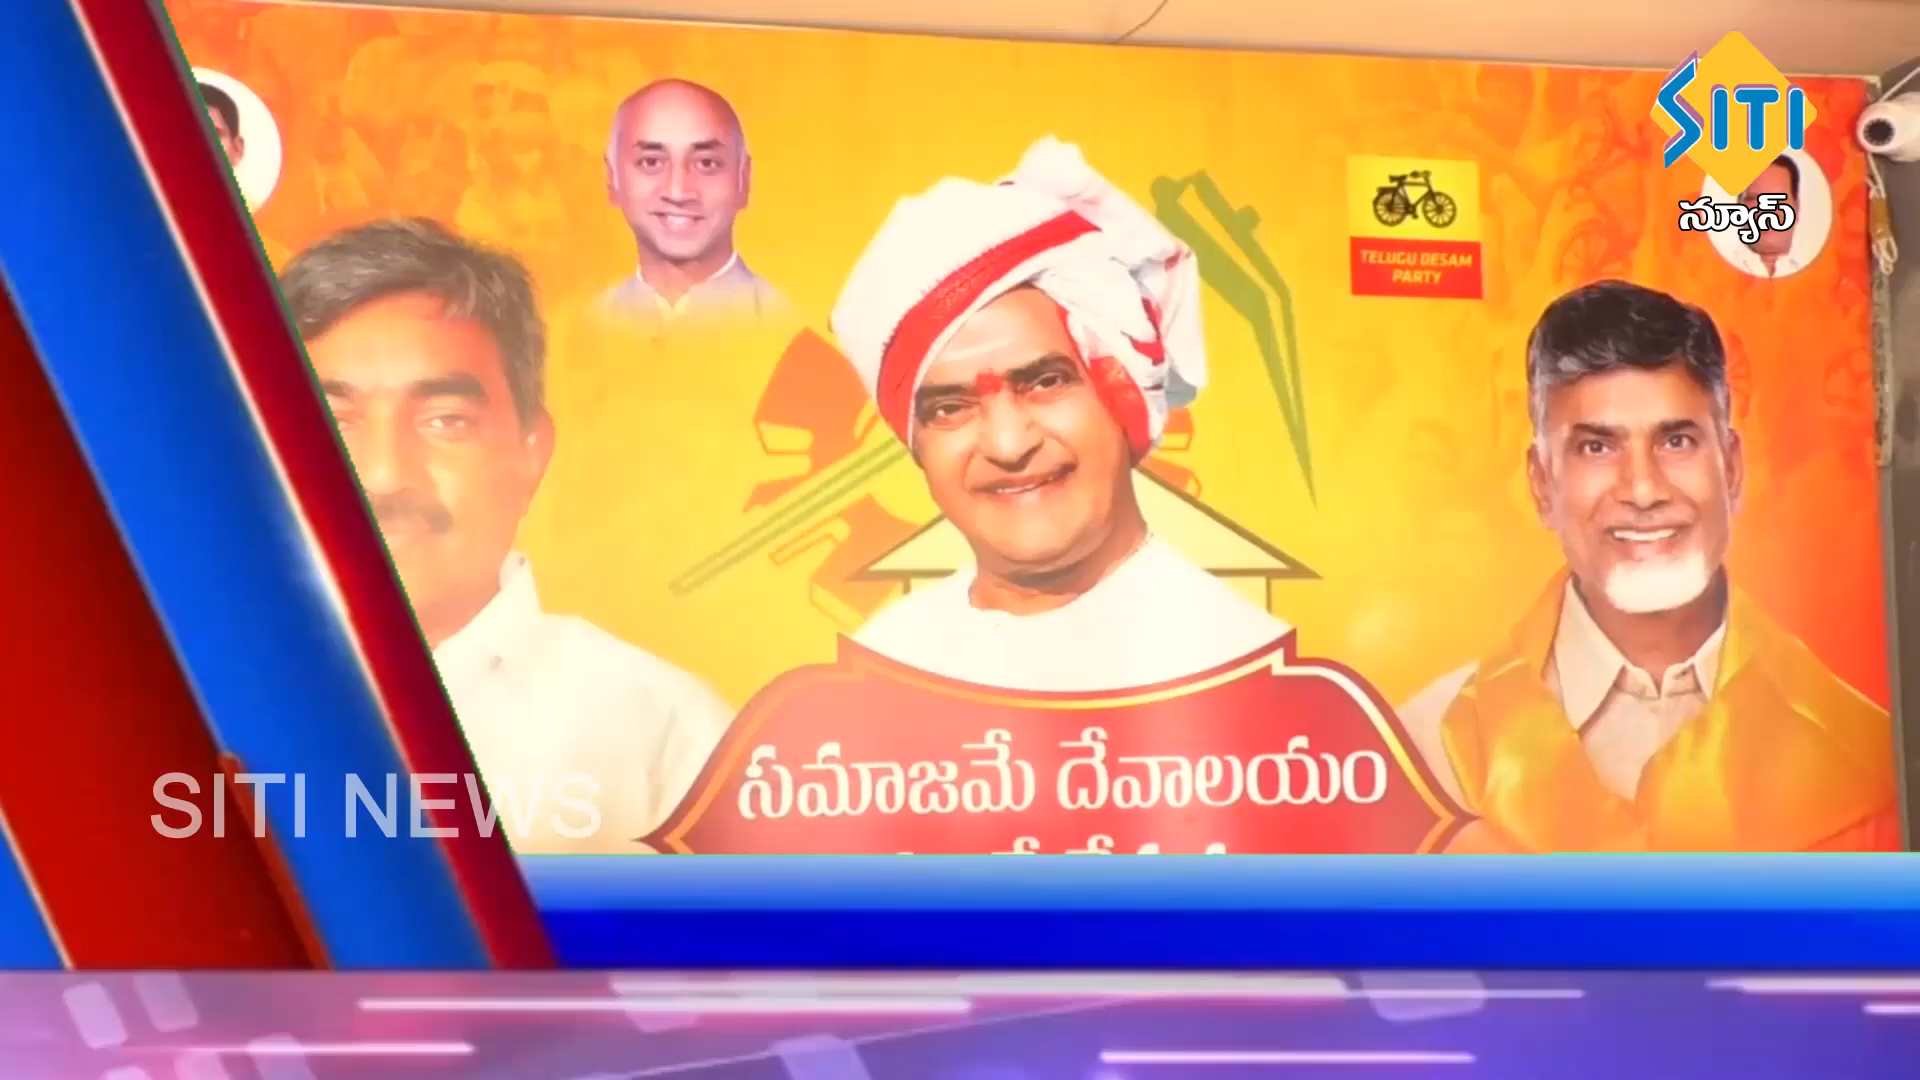 SITI
న్యూస్
TELUGU DESAM
PARTY
సమాజమే దేవాలయం
SITI NEWS